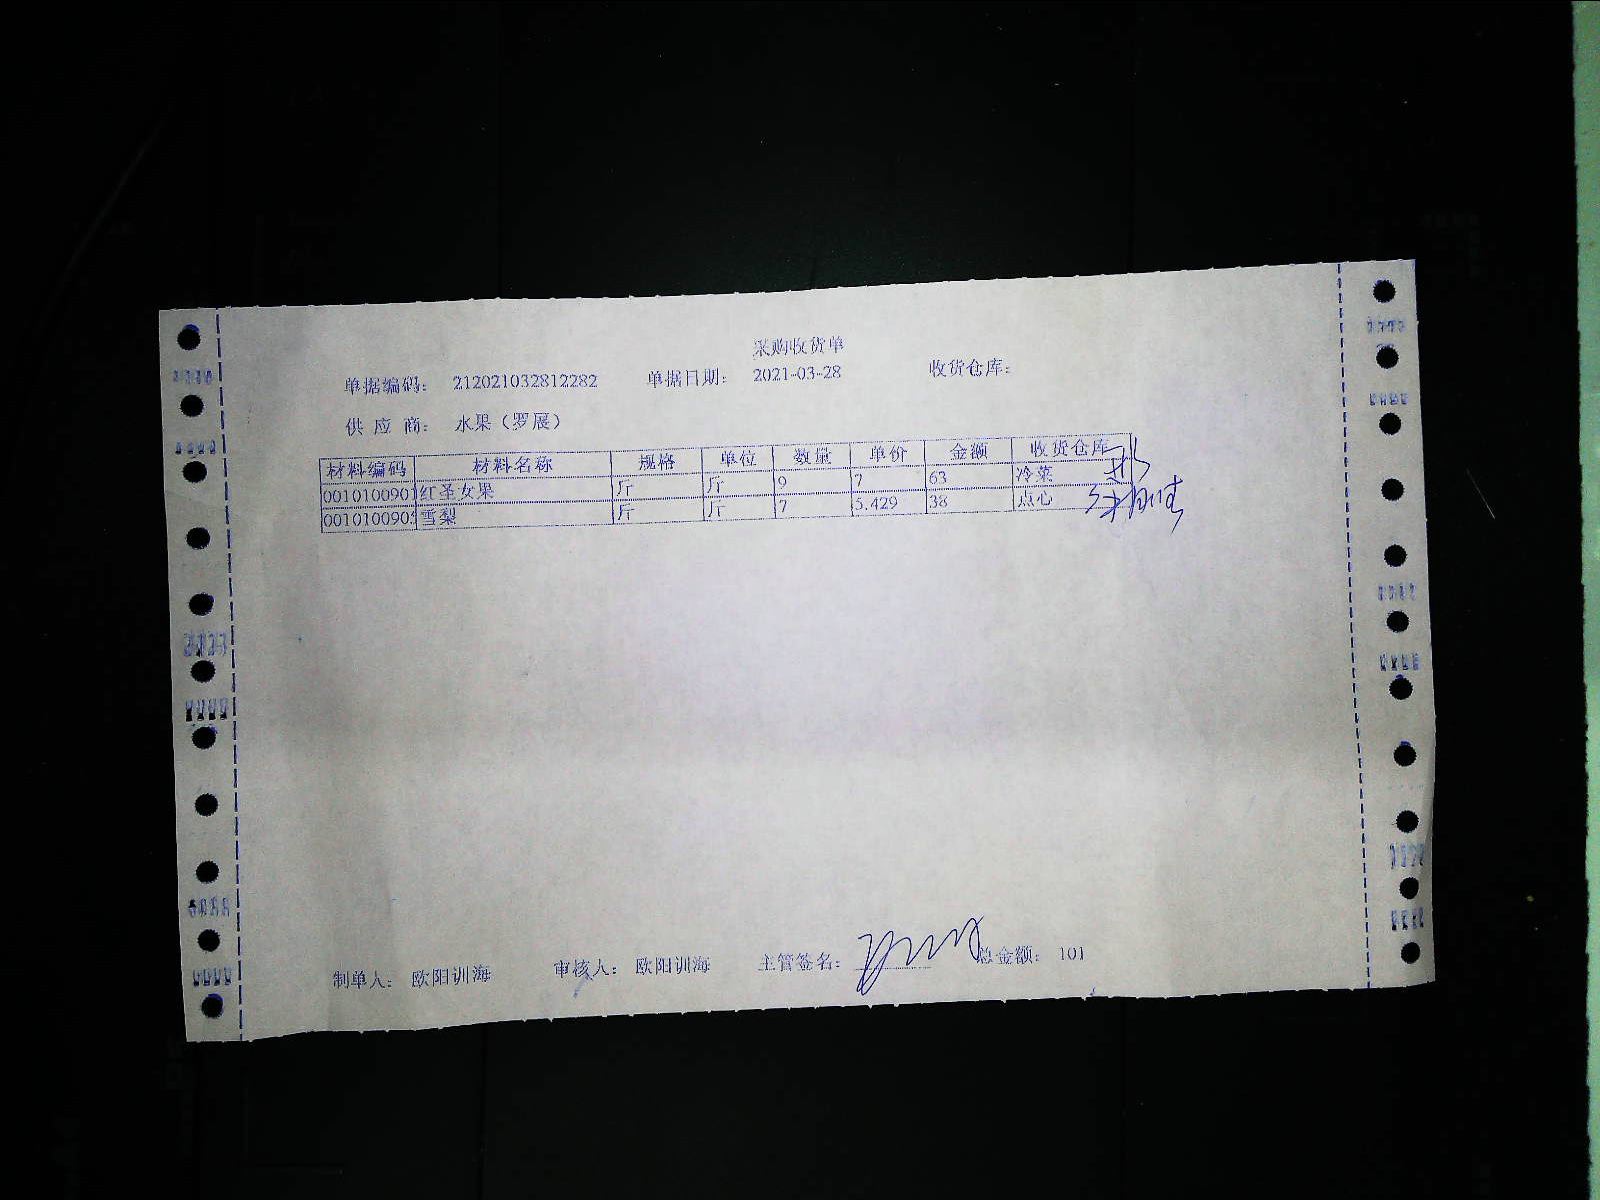 采购收货单
单据编码: 212021032812282 单据日期: 2021-03-28 收货仓库:
供 应 商: 水果（罗展）
材料编码 材料名称 规格 单位 数量 单价 金额 收货仓库
0010100901 红圣女果 斤 斤 9 7 63 冷菜
001010090 雪梨 斤 斤 7 5.429 38 点心
制单人: 欧阳训海 审核人: 欧阳训海 主管签名: 总金额: 101